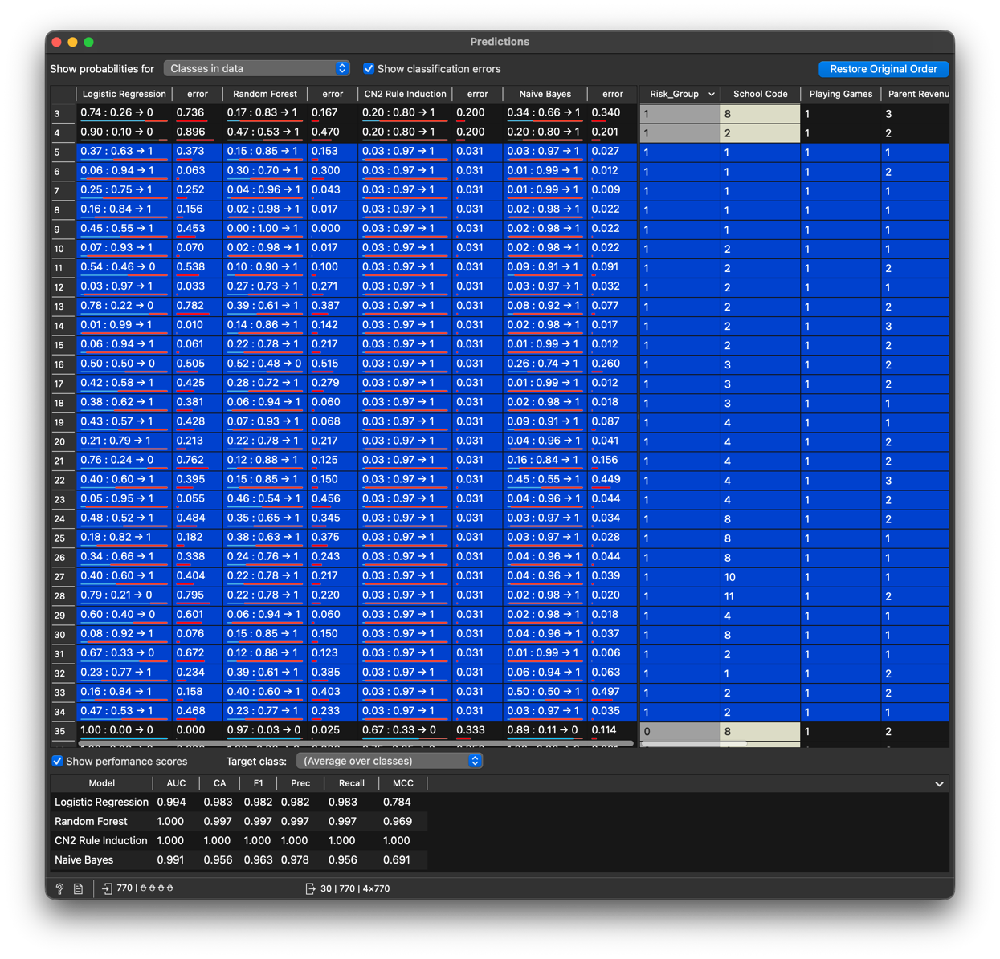 Predictions
Show probabilities for Classes in data Show classification errors Restore Original Order
Logistic Regression error Random Forest error CN2 Rule Induction error Naive Bayes error Risk_Group School Code Playing Games Parent Revenu
3 0.74 : 0.26 → 0 0.736 0.17 : 0.83 → 1 0.167 0.20 : 0.80 → 1 0.200 0.34 : 0.66 → 1 0.340 1 8 1 3
4 0.90 : 0.10 → 0 0.896 0.47 : 0.53 → 1 0.470 0.20 : 0.80 → 1 0.200 0.20 : 0.80 → 1 0.201 1 2 1 2
5 0.37 : 0.63 → 1 0.373 0.15 : 0.85 → 1 0.153 0.03 : 0.97 → 1 0.031 0.03 : 0.97 → 1 0.027 1 1 1 1
6 0.06 : 0.94 → 1 0.063 0.30 : 0.70 → 1 0.300 0.03 : 0.97 → 1 0.031 0.01 : 0.99 → 1 0.012 1 1 1 2
7 0.25 : 0.75 → 1 0.252 0.04 : 0.96 → 1 0.043 0.03 : 0.97 → 1 0.031 0.01 : 0.99 → 1 0.009 1 1 1 1
8 0.16 : 0.84 → 1 0.156 0.02 : 0.98 → 1 0.017 0.03 : 0.97 → 1 0.031 0.02 : 0.98 → 1 0.022 1 1 1 1
9 0.45 : 0.55 → 1 0.453 0.00 : 1.00 → 1 0.000 0.03 : 0.97 → 1 0.031 0.02 : 0.98 → 1 0.022 1 1 1 1
10 0.07 : 0.93 → 1 0.070 0.02 : 0.98 → 1 0.017 0.03 : 0.97 → 1 0.031 0.02 : 0.98 → 1 0.022 1 2 1 1
11 0.54 : 0.46 → 0 0.538 0.10 : 0.90 → 1 0.100 0.03 : 0.97 → 1 0.031 0.09 : 0.91 → 1 0.091 1 2 1 2
12 0.03 : 0.97 → 1 0.033 0.27 : 0.73 → 1 0.271 0.03 : 0.97 → 1 0.031 0.03 : 0.97 → 1 0.032 1 2 1 1
13 0.78 : 0.22 → 0 0.782 0.39 : 0.61 → 1 0.387 0.03 : 0.97 → 1 0.031 0.08 : 0.92 → 1 0.077 1 2 1 2
14 0.01 : 0.99 → 1 0.010 0.14 : 0.86 → 1 0.142 0.03 : 0.97 → 1 0.031 0.02 : 0.98 → 1 0.017 1 2 1 3
15 0.06 : 0.94 → 1 0.061 0.22 : 0.78 → 1 0.217 0.03 : 0.97 → 1 0.031 0.01 : 0.99 → 1 0.012 1 2 1 2
16 0.50 : 0.50 → 0 0.505 0.52 : 0.48 → 0 0.515 0.03 : 0.97 → 1 0.031 0.26 : 0.74 → 1 0.260 1 3 1 2
17 0.42 : 0.58 → 1 0.425 0.28 : 0.72 → 1 0.279 0.03 : 0.97 → 1 0.031 0.01 : 0.99 → 1 0.012 1 3 1 2
18 0.38 : 0.62 → 1 0.381 0.06 : 0.94 → 1 0.060 0.03 : 0.97 → 1 0.031 0.02 : 0.98 → 1 0.018 1 3 1 1
19 0.43 : 0.57 → 1 0.428 0.07 : 0.93 → 1 0.068 0.03 : 0.97 → 1 0.031 0.09 : 0.91 → 1 0.087 1 4 1 1
20 0.21 : 0.79 → 1 0.213 0.22 : 0.78 → 1 0.217 0.03 : 0.97 → 1 0.031 0.04 : 0.96 → 1 0.041 1 4 1 2
21 0.76 : 0.24 → 0 0.762 0.12 : 0.88 → 1 0.125 0.03 : 0.97 → 1 0.031 0.16 : 0.84 → 1 0.156 1 4 1 2
22 0.40 : 0.60 → 1 0.395 0.15 : 0.85 → 1 0.150 0.03 : 0.97 → 1 0.031 0.45 : 0.55 → 1 0.449 1 4 1 3
23 0.05 : 0.95 → 1 0.055 0.46 : 0.54 → 1 0.456 0.03 : 0.97 → 1 0.031 0.04 : 0.96 → 1 0.044 1 4 1 2
24 0.48 : 0.52 → 1 0.484 0.35 : 0.65 → 1 0.345 0.03 : 0.97 → 1 0.031 0.03 : 0.97 → 1 0.034 1 8 1 2
25 0.18 : 0.82 → 1 0.182 0.38 : 0.63 → 1 0.375 0.03 : 0.97 → 1 0.031 0.03 : 0.97 → 1 0.028 1 8 1 1
26 0.34 : 0.66 → 1 0.338 0.24 : 0.76 → 1 0.243 0.03 : 0.97 → 1 0.031 0.04 : 0.96 → 1 0.044 1 8 1 1
27 0.40 : 0.60 → 1 0.404 0.22 : 0.78 → 1 0.217 0.03 : 0.97 → 1 0.031 0.04 : 0.96 → 1 0.039 1 10 1 1
28 0.79 : 0.21 → 0 0.795 0.22 : 0.78 → 1 0.220 0.03 : 0.97 → 1 0.031 0.02 : 0.98 → 1 0.020 1 11 1 2
29 0.60 : 0.40 → 0 0.601 0.06 : 0.94 → 1 0.060 0.03 : 0.97 → 1 0.031 0.02 : 0.98 → 1 0.018 1 4 1 1
30 0.08 : 0.92 → 1 0.076 0.15 : 0.85 → 1 0.150 0.03 : 0.97 → 1 0.031 0.04 : 0.96 → 1 0.037 1 8 1 1
31 0.67 : 0.33 → 0 0.672 0.12 : 0.88 → 1 0.123 0.03 : 0.97 → 1 0.031 0.01 : 0.99 → 1 0.006 1 2 1 1
32 0.23 : 0.77 → 1 0.234 0.39 : 0.61 → 1 0.385 0.03 : 0.97 → 1 0.031 0.06 : 0.94 → 1 0.063 1 1 1 2
33 0.16 : 0.84 → 1 0.158 0.40 : 0.60 → 1 0.403 0.03 : 0.97 → 1 0.031 0.50 : 0.50 → 1 0.497 1 2 1 2
34 0.47 : 0.53 → 1 0.468 0.23 : 0.77 → 1 0.233 0.03 : 0.97 → 1 0.031 0.03 : 0.97 → 1 0.035 1 2 1 1
35 1.00 : 0.00 → 0 0.000 0.97 : 0.03 → 0 0.025 0.67 : 0.33 → 0 0.333 0.89 : 0.11 → 0 0.114 0 8 1 2
Show perfomance scores Target class: (Average over classes)
Model AUC CA F1 Prec Recall MCC
Logistic Regression 0.994 0.983 0.982 0.982 0.983 0.784
Random Forest 1.000 0.997 0.997 0.997 0.997 0.969
CN2 Rule Induction 1.000 1.000 1.000 1.000 1.000 1.000
Naive Bayes 0.991 0.956 0.963 0.978 0.956 0.691
? 770 | 30 | 770 | 4×770